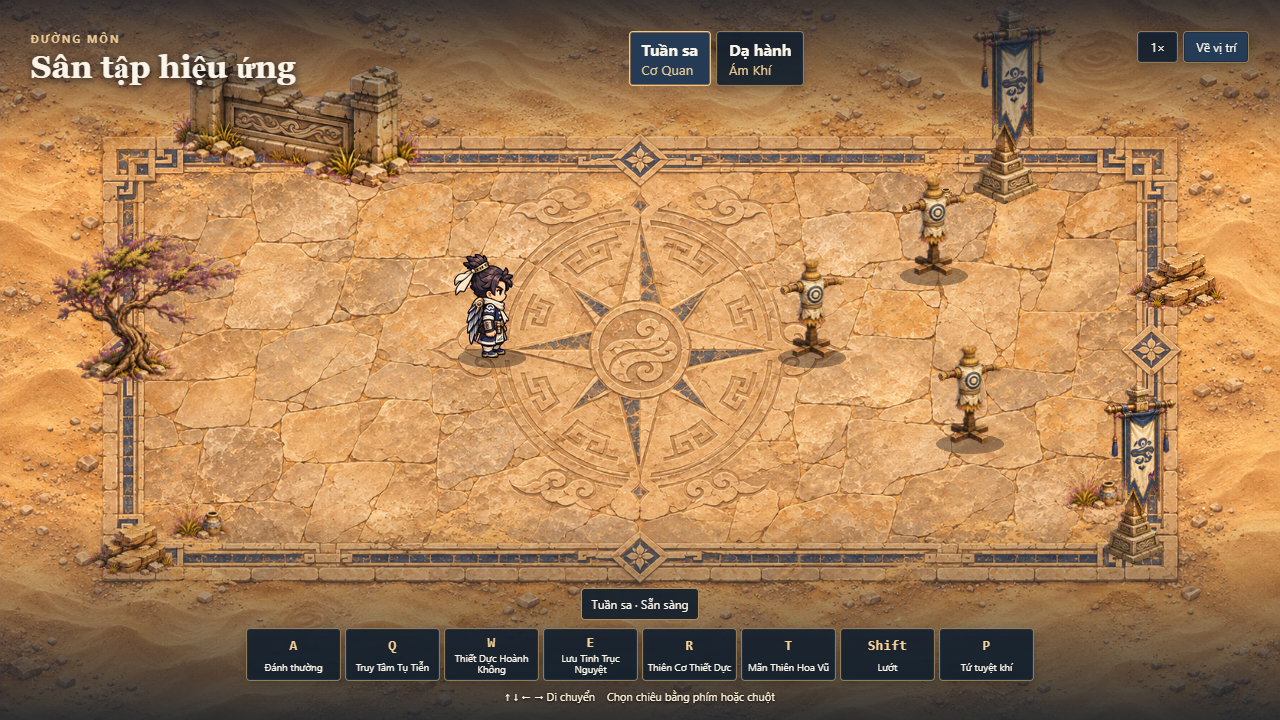 ĐƯỜNG MÔN
Sân tập hiệu ứng
Tuần sa
Cơ Quan
Dạ hành
Ám Khí
1×
Về vị trí
Tuần sa · Sẵn sàng
A
Đánh thường
Q
Truy Tâm Tụ Tiễn
W
Thiết Dực Hoành
Không
E
Lưu Tinh Trục
Nguyệt
R
Thiên Cơ Thiết Dực
T
Mãn Thiên Hoa Vũ
Shift
Lướt
P
Tứ tuyệt khí
↑ ↓ ← → Di chuyển Chọn chiêu bằng phím hoặc chuột